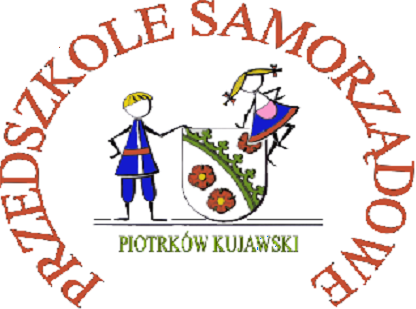 PRZEDSZKOLE SAMORZĄDOWE
PIOTRKÓW KUJAWSKI